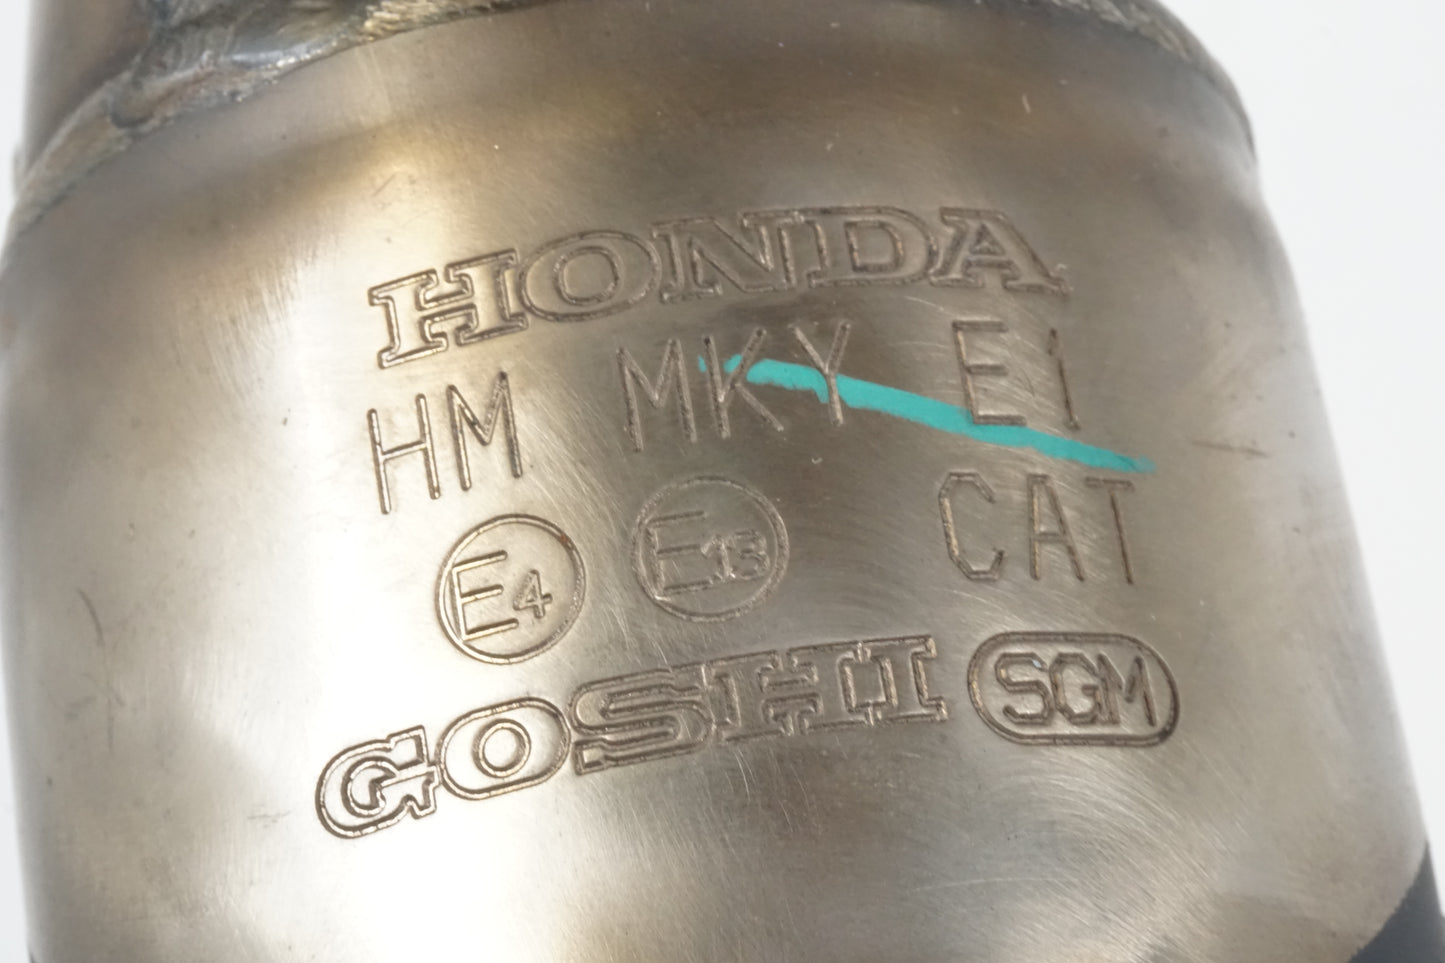 HONDA
HM MKY E1
E4 E13 CAT
GOSHI SGM